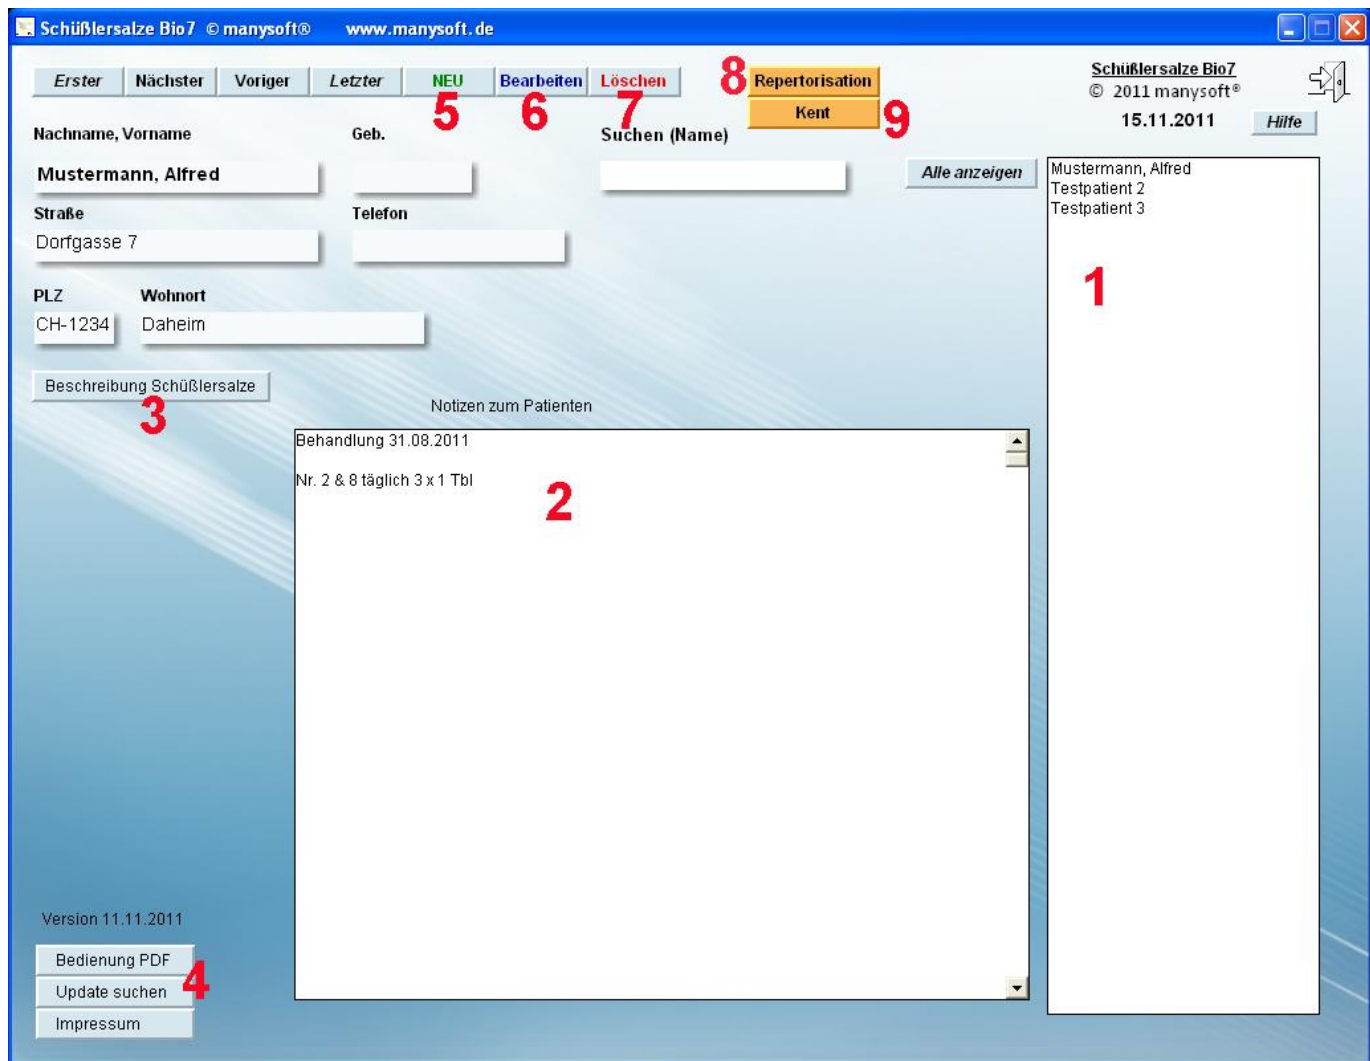 Schüßlersalze Bio7 © manysoft® www.manysoft.de
Erster Nächster Voriger Letzter NEU Bearbeiten Löschen
5 6 7
8 Repertorisation
Kent 9
Schüßlersalze Bio7
© 2011 manysoft®
15.11.2011 Hilfe
Nachname, Vorname Geb. Suchen (Name)
Mustermann, Alfred
Alle anzeigen
Mustermann, Alfred
Testpatient 2
Testpatient 3
1
Straße Telefon
Dorfgasse 7
PLZ Wohnort
CH-1234 Daheim
Beschreibung Schüßlersalze
3
Notizen zum Patienten
Behandlung 31.08.2011
Nr. 2 & 8 täglich 3 x 1 Tbl
2
Version 11.11.2011
Bedienung PDF
Update suchen
4
Impressum